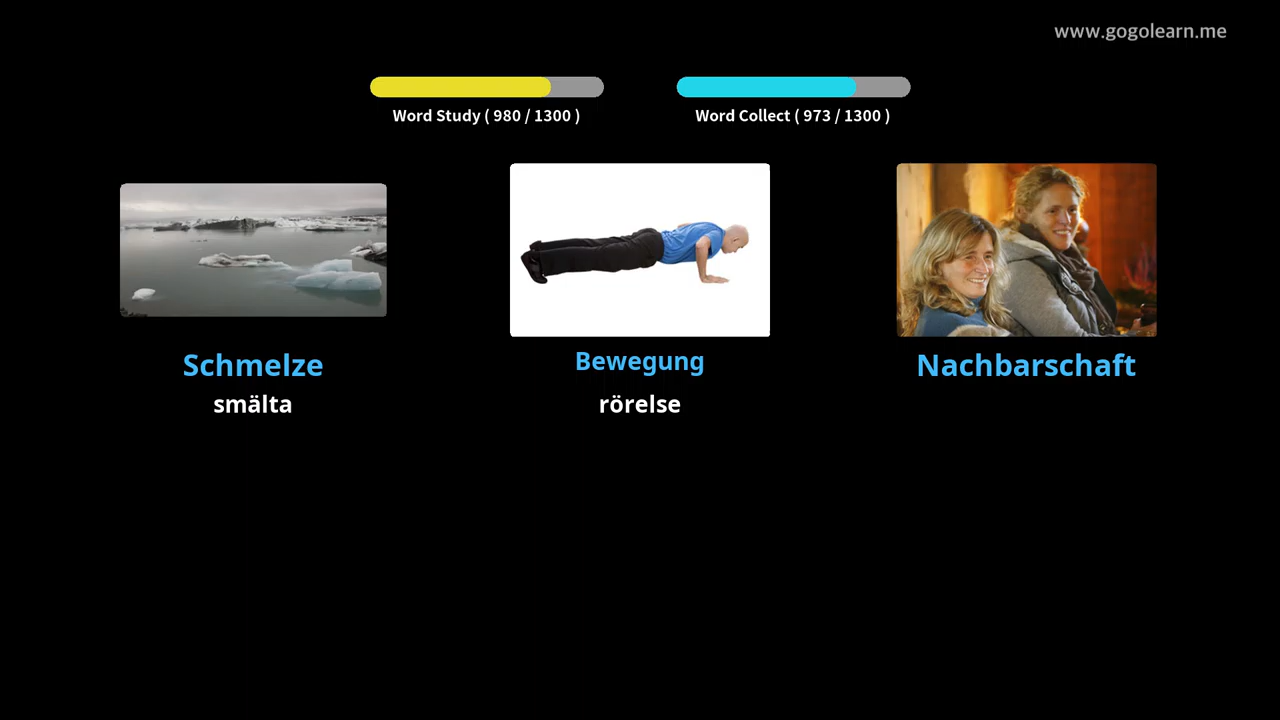 www.gogolearn.me
Word Study ( 980 / 1300 )
Word Collect ( 973 / 1300 )
Schmelze
smälta
Bewegung
rörelse
Nachbarschaft